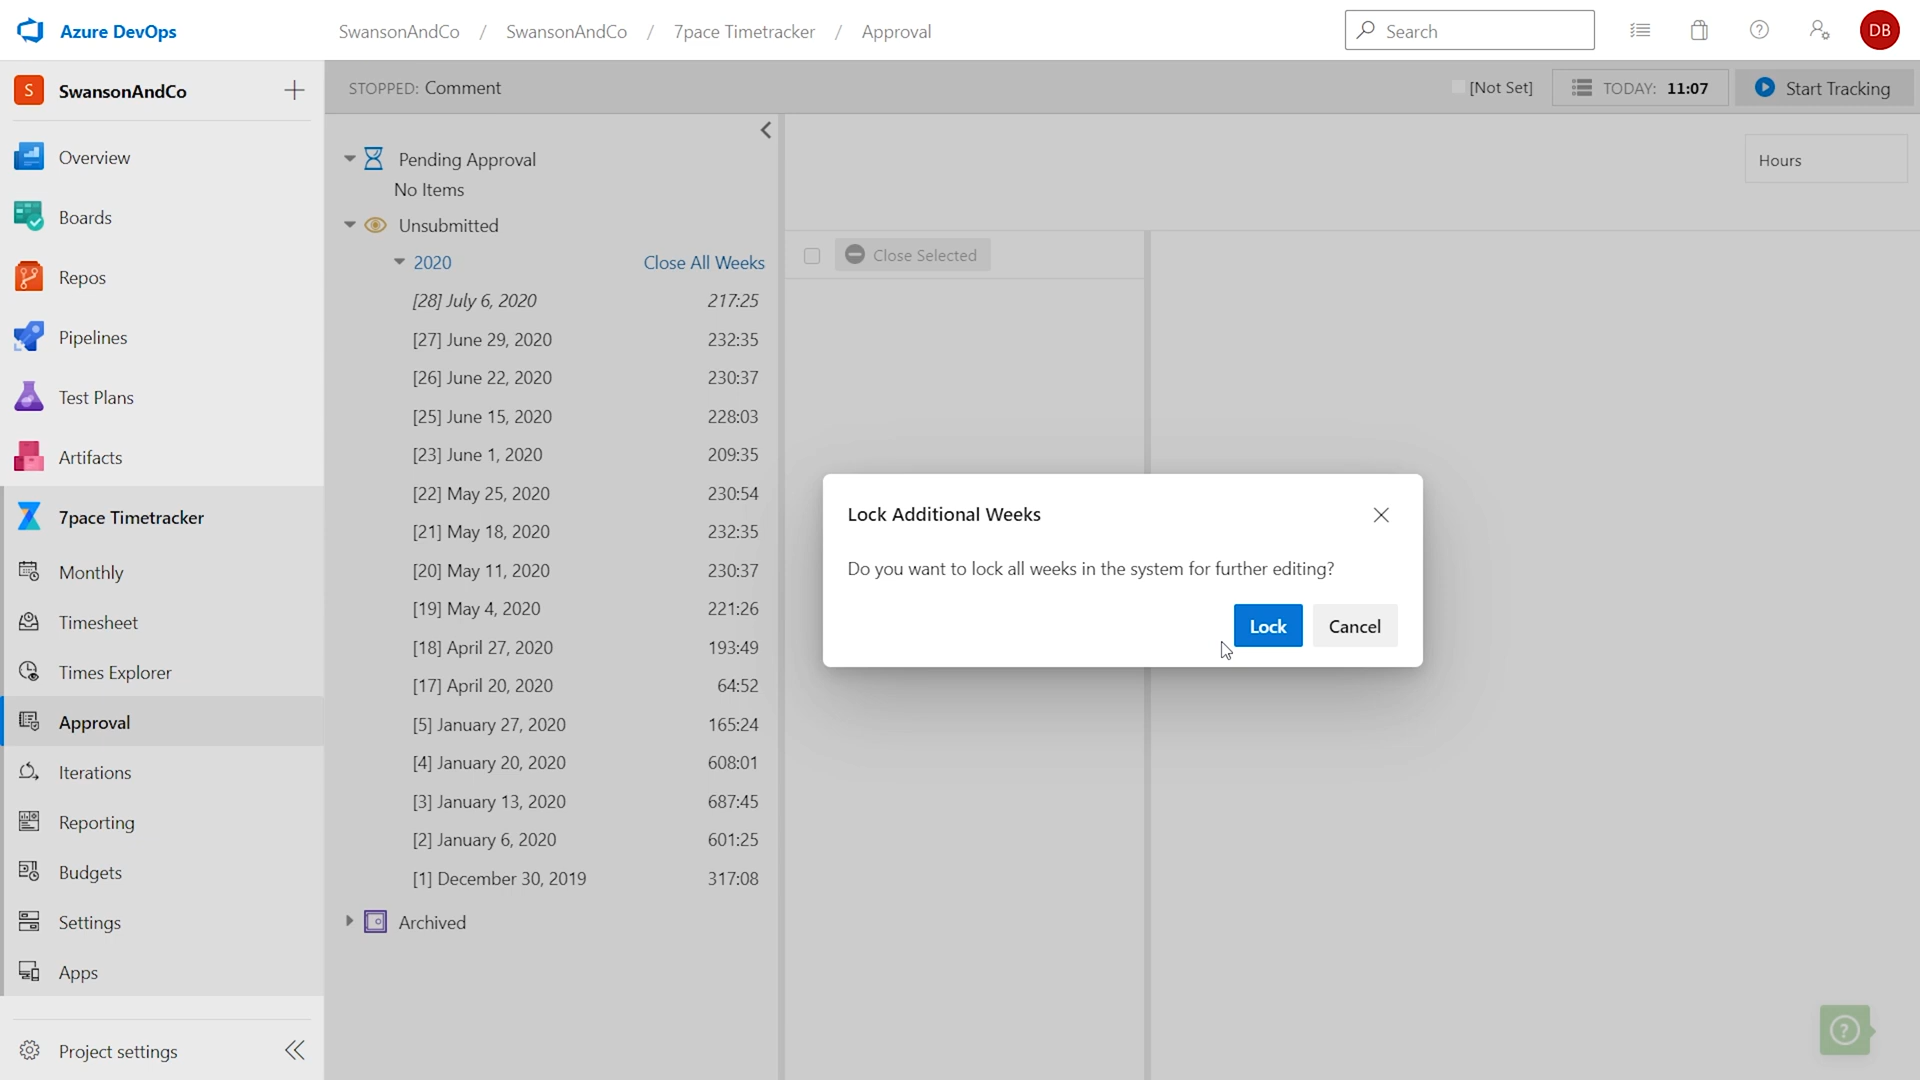 Azure DevOps
SwansonAndCo / SwansonAndCo / 7pace Timetracker / Approval
Search
DB
S SwansonAndCo
STOPPED: Comment
[Not Set]
TODAY: 11:07
Start Tracking
Overview
Boards
Repos
Pipelines
Test Plans
Artifacts
7pace Timetracker
Monthly
Timesheet
Times Explorer
Approval
Iterations
Reporting
Budgets
Settings
Apps
Project settings
Pending Approval
No Items
Unsubmitted
2020 Close All Weeks
[28] July 6, 2020 217:25
[27] June 29, 2020 232:35
[26] June 22, 2020 230:37
[25] June 15, 2020 228:03
[23] June 1, 2020 209:35
[22] May 25, 2020 230:54
[21] May 18, 2020 232:35
[20] May 11, 2020 230:37
[19] May 4, 2020 221:26
[18] April 27, 2020 193:49
[17] April 20, 2020 64:52
[5] January 27, 2020 165:24
[4] January 20, 2020 608:01
[3] January 13, 2020 687:45
[2] January 6, 2020 601:25
[1] December 30, 2019 317:08
Archived
Hours
Close Selected
Lock Additional Weeks
Do you want to lock all weeks in the system for further editing?
Lock
Cancel